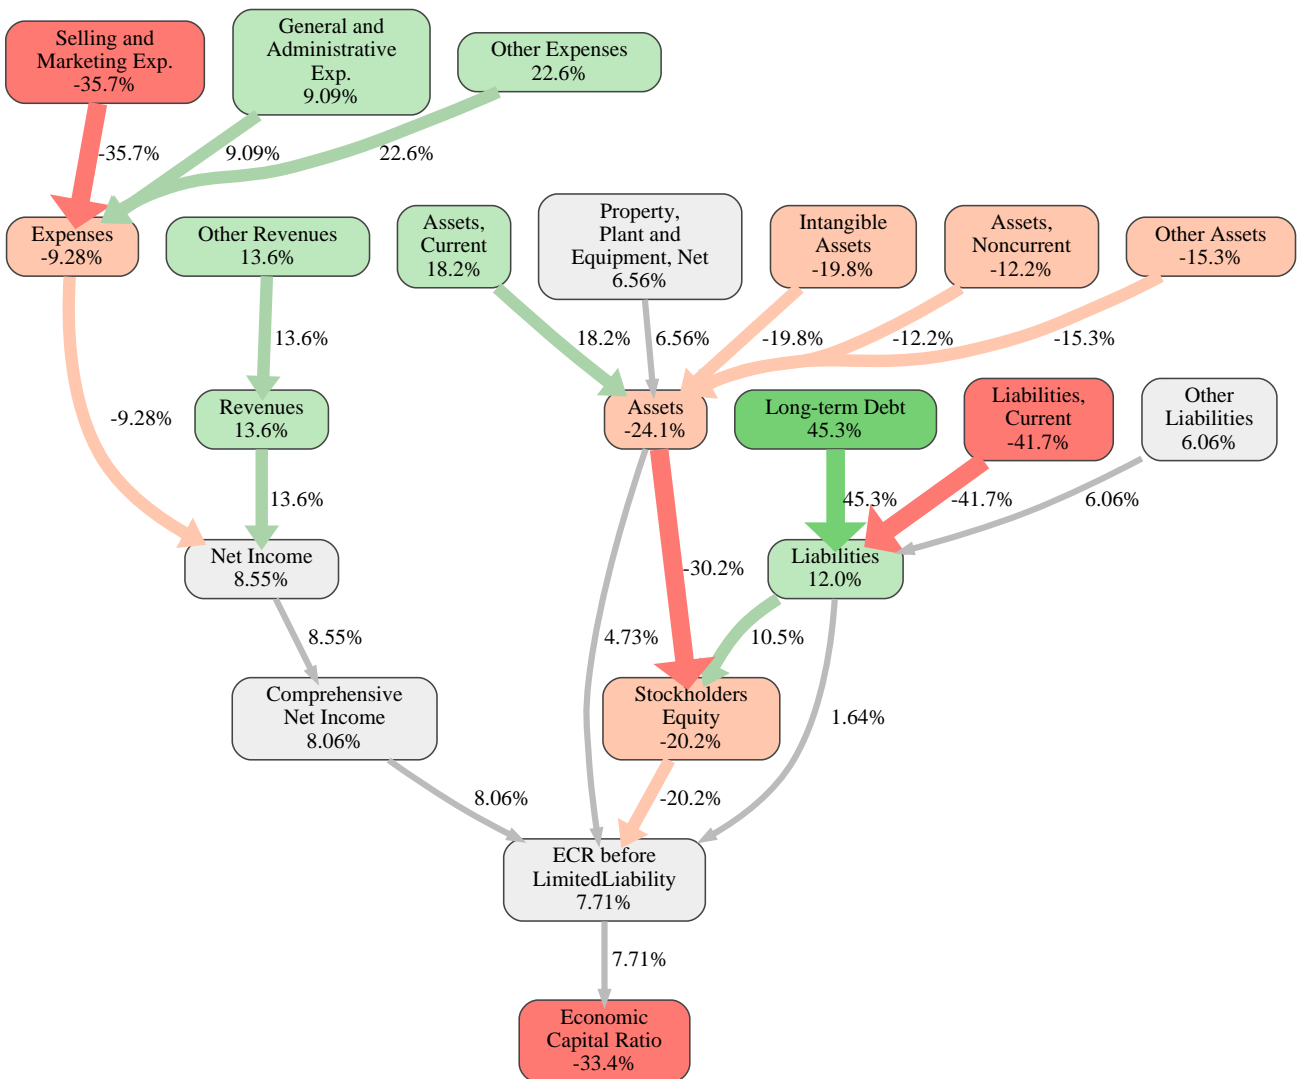 Selling and
Marketing Exp.
-35.7%
General and
Administrative
Exp.
9.09%
Other Expenses
22.6%
-35.7%
9.09%
22.6%
Expenses
-9.28%
Other Revenues
13.6%
Assets,
Current
18.2%
Property,
Plant and
Equipment, Net
6.56%
Intangible
Assets
-19.8%
Assets,
Noncurrent
-12.2%
Other Assets
-15.3%
13.6%
18.2%
6.56%
-19.8%
-12.2%
-15.3%
-9.28%
Revenues
13.6%
Assets
-24.1%
Long-term Debt
45.3%
Liabilities,
Current
-41.7%
Other
Liabilities
6.06%
13.6%
45.3%
-41.7%
6.06%
Net Income
8.55%
-30.2%
Liabilities
12.0%
8.55%
4.73%
10.5%
Comprehensive
Net Income
8.06%
Stockholders
Equity
-20.2%
1.64%
8.06%
-20.2%
ECR before
LimitedLiability
7.71%
7.71%
Economic
Capital Ratio
-33.4%